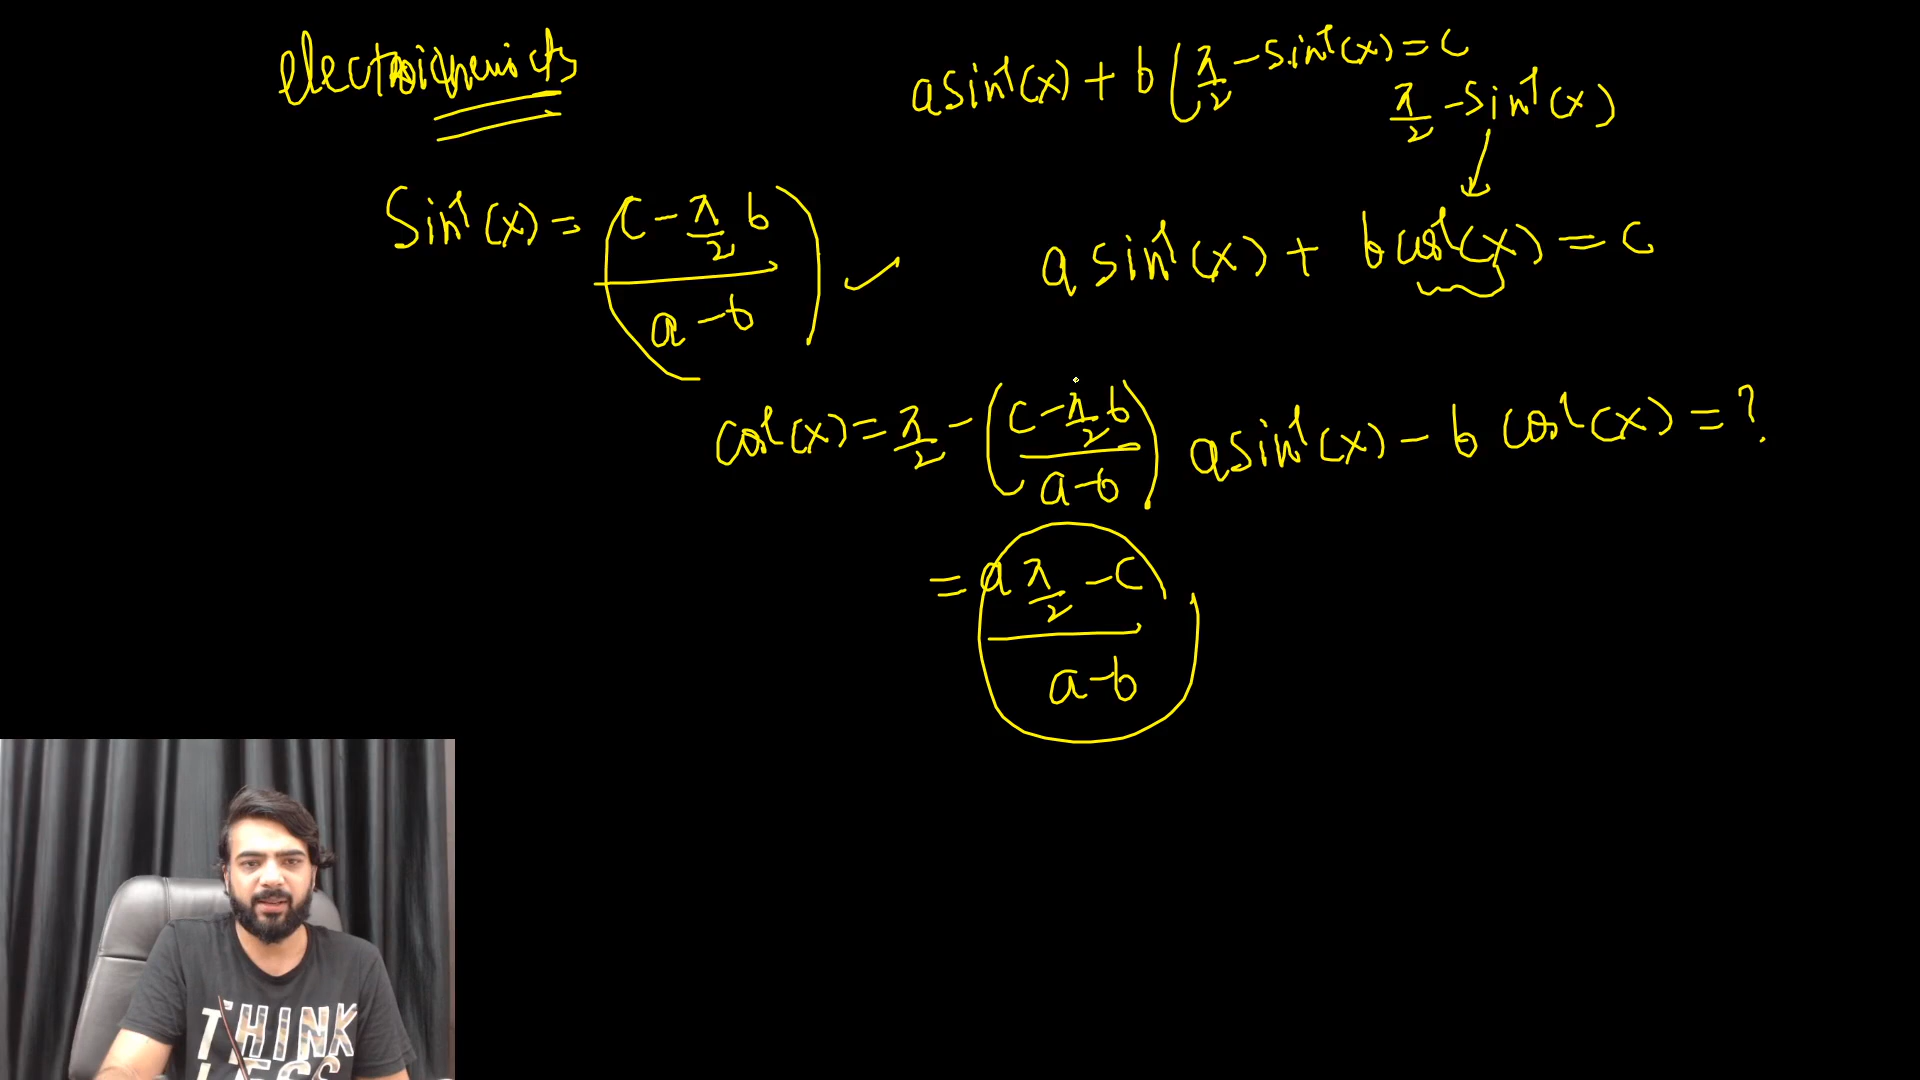 a sin⁻¹(x) + b(π/2 − sin⁻¹(x) = c
π/2 − sin⁻¹(x)
sin⁻¹(x) = (c − π/2 b)/(a − b) ✓
a sin⁻¹(x) + b cos⁻¹(x) = c
cos⁻¹(x) = π/2 − ((c − π/2 b)/(a − b))
a sin⁻¹(x) − b cos⁻¹(x) = ?
= (a π/2 − c)/(a − b)
THINK
LESS